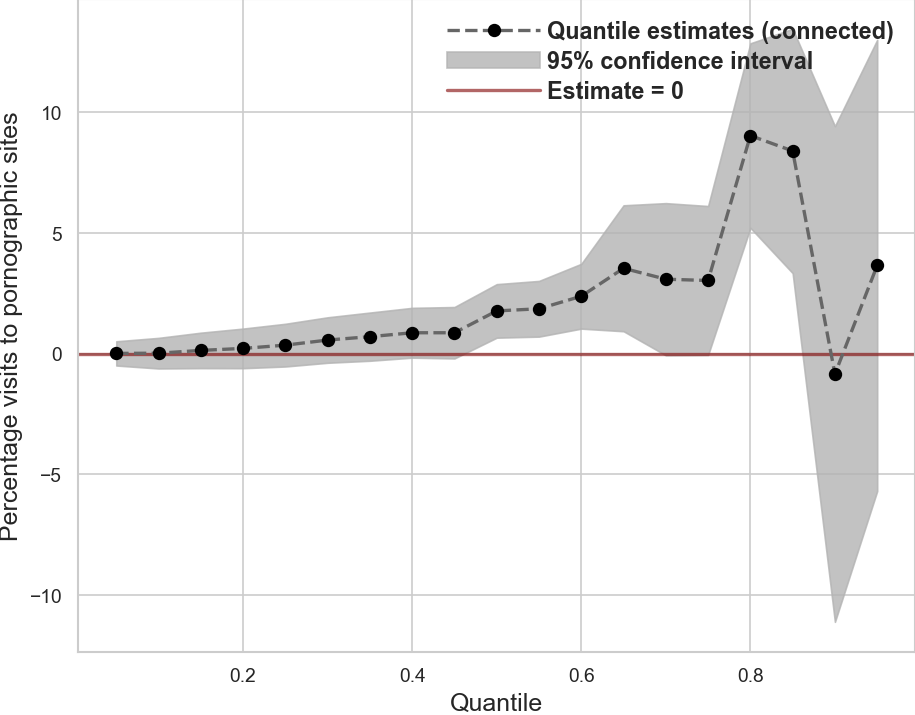 Quantile estimates (connected)
95% confidence interval
Estimate = 0
Percentage visits to pornographic sites
10
5
0
−5
−10
0.2
0.4
0.6
0.8
Quantile